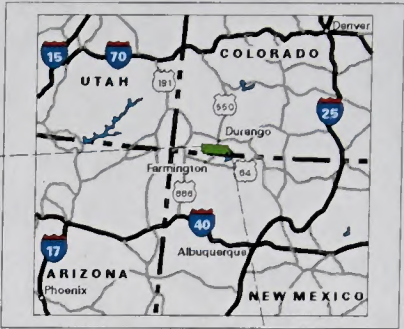 Denver
15
70
COLORADO
UTAH
191
550
25
Durango
Farmington
64
666
40
17
Albuquerque
ARIZONA
Phoenix
NEW MEXICO